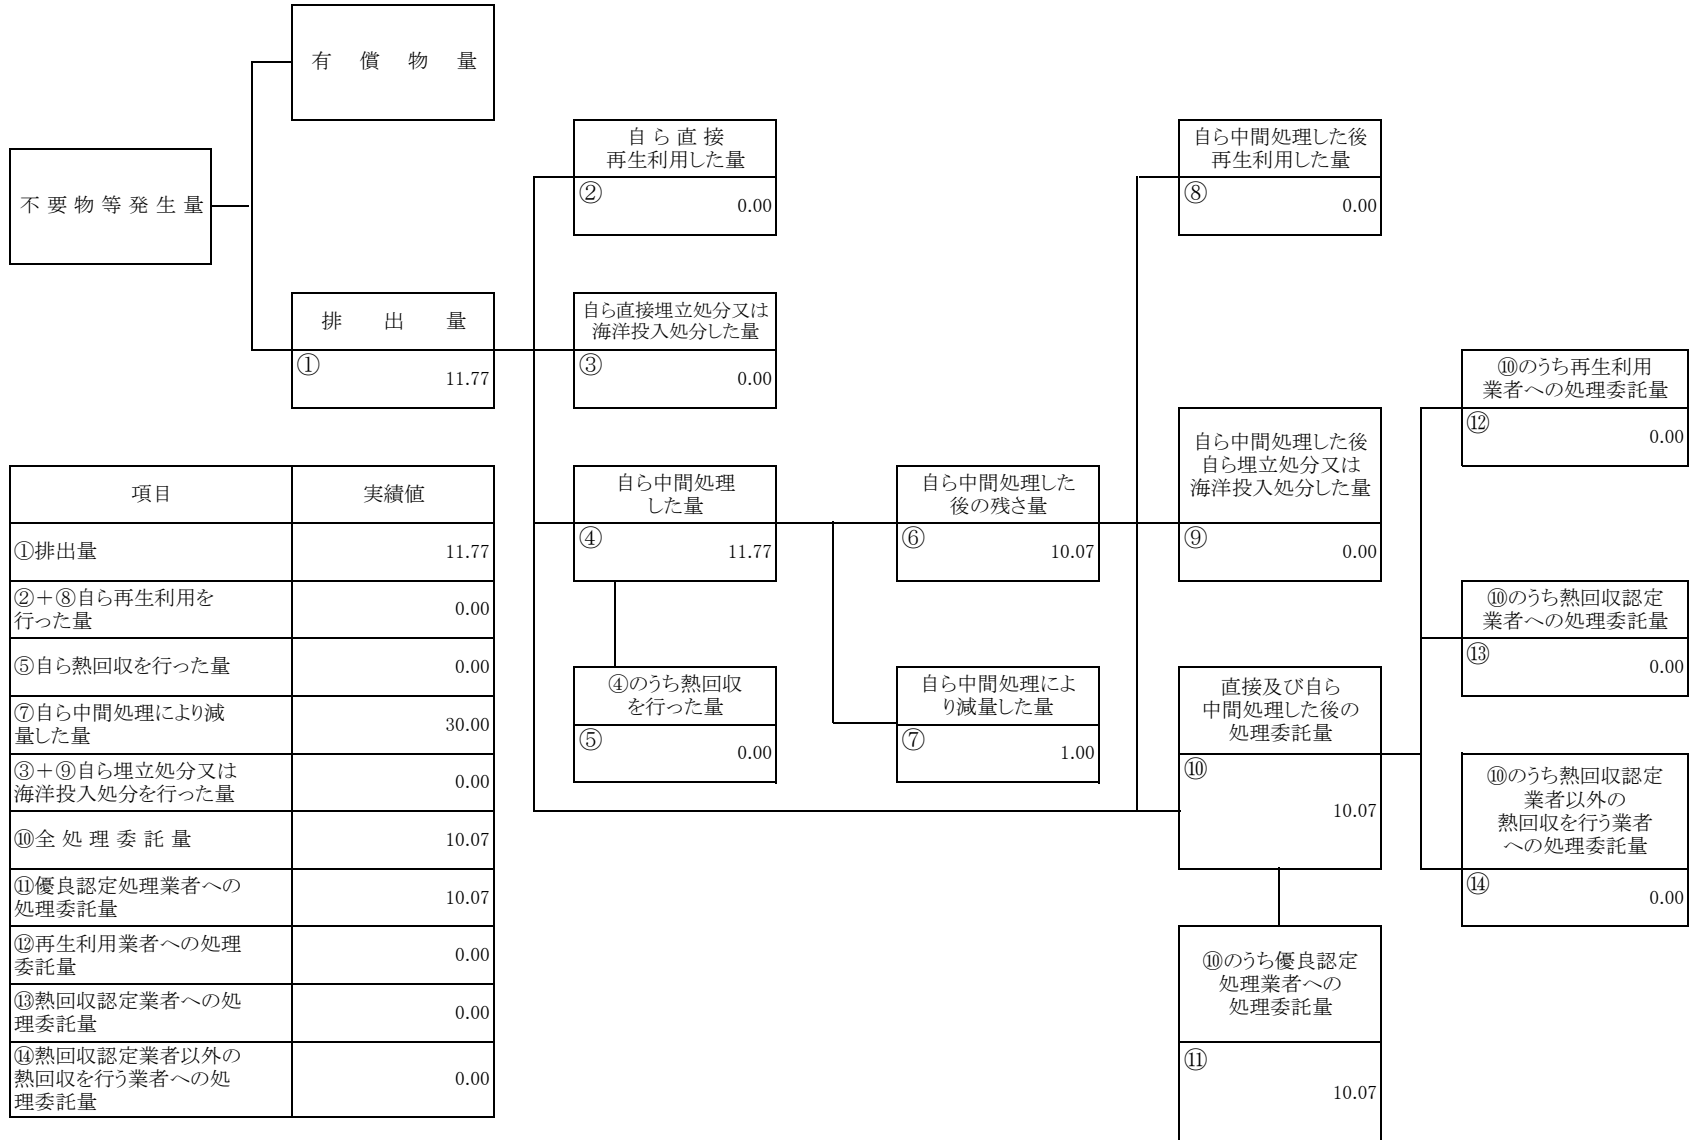 有償物量
不要物等発生量
排出量
①
11.77
自ら直接
再生利用した量
②
0.00
自ら直接埋立処分又は
海洋投入処分した量
③
0.00
自ら中間処理
した量
④
11.77
④のうち熱回収
を行った量
⑤
0.00
自ら中間処理した
後の残さ量
⑥
10.07
自ら中間処理によ
り減量した量
⑦
1.00
自ら中間処理した後
再生利用した量
⑧
0.00
自ら中間処理した後
自ら埋立処分又は
海洋投入処分した量
⑨
0.00
直接及び自ら
中間処理した後の
処理委託量
⑩
10.07
⑩のうち優良認定
処理業者への
処理委託量
⑪
10.07
⑩のうち再生利用
業者への処理委託量
⑫
0.00
⑩のうち熱回収認定
業者への処理委託量
⑬
0.00
⑩のうち熱回収認定
業者以外の
熱回収を行う業者
への処理委託量
⑭
0.00
項目 実績値
①排出量 11.77
②＋⑧自ら再生利用を
行った量 0.00
⑤自ら熱回収を行った量 0.00
⑦自ら中間処理により減
量した量 30.00
③＋⑨自ら埋立処分又は
海洋投入処分を行った量 0.00
⑩全処理委託量 10.07
⑪優良認定処理業者への
処理委託量 10.07
⑫再生利用業者への処理
委託量 0.00
⑬熱回収認定業者への処
理委託量 0.00
⑭熱回収認定業者以外の
熱回収を行う業者への処
理委託量 0.00